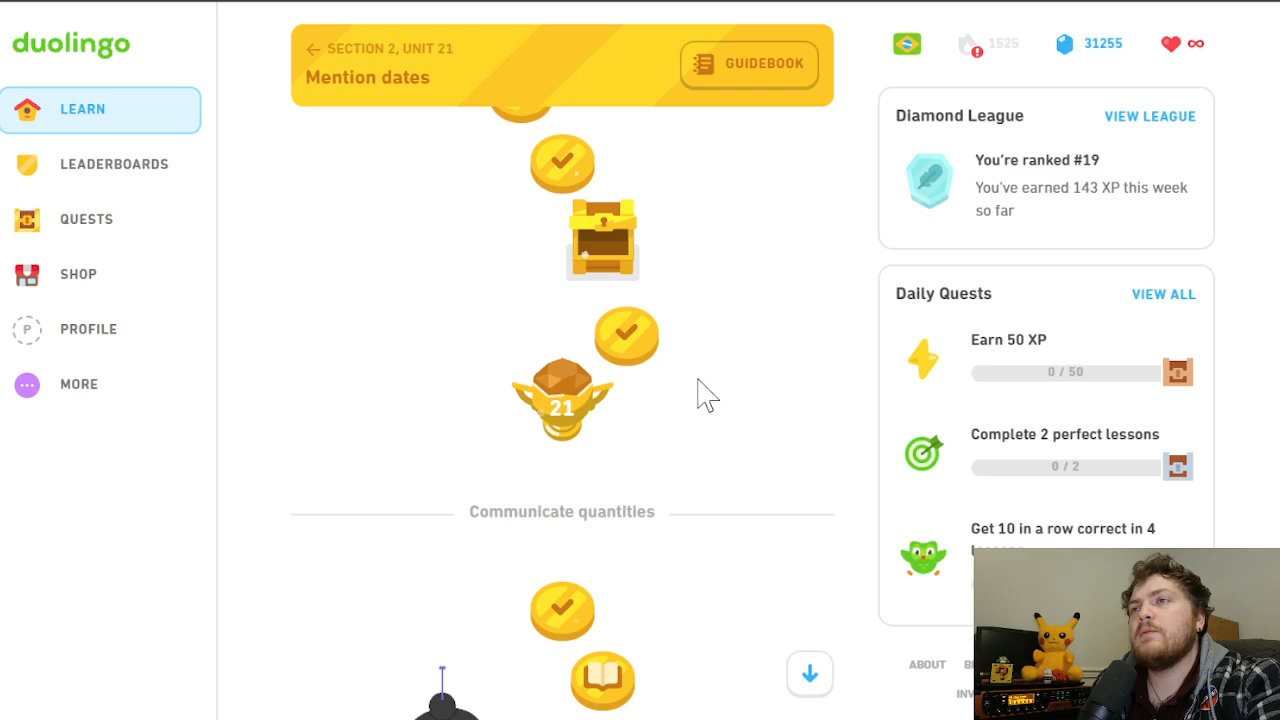 duolingo
LEARN
LEADERBOARDS
QUESTS
SHOP
P
PROFILE
MORE
← SECTION 2, UNIT 21
Mention dates
GUIDEBOOK
21
Communicate quantities
1525
31255
∞
Diamond League
VIEW LEAGUE
You're ranked #19
You've earned 143 XP this week
so far
Daily Quests
VIEW ALL
Earn 50 XP
0 / 50
Complete 2 perfect lessons
0 / 2
Get 10 in a row correct in 4
ABOUT